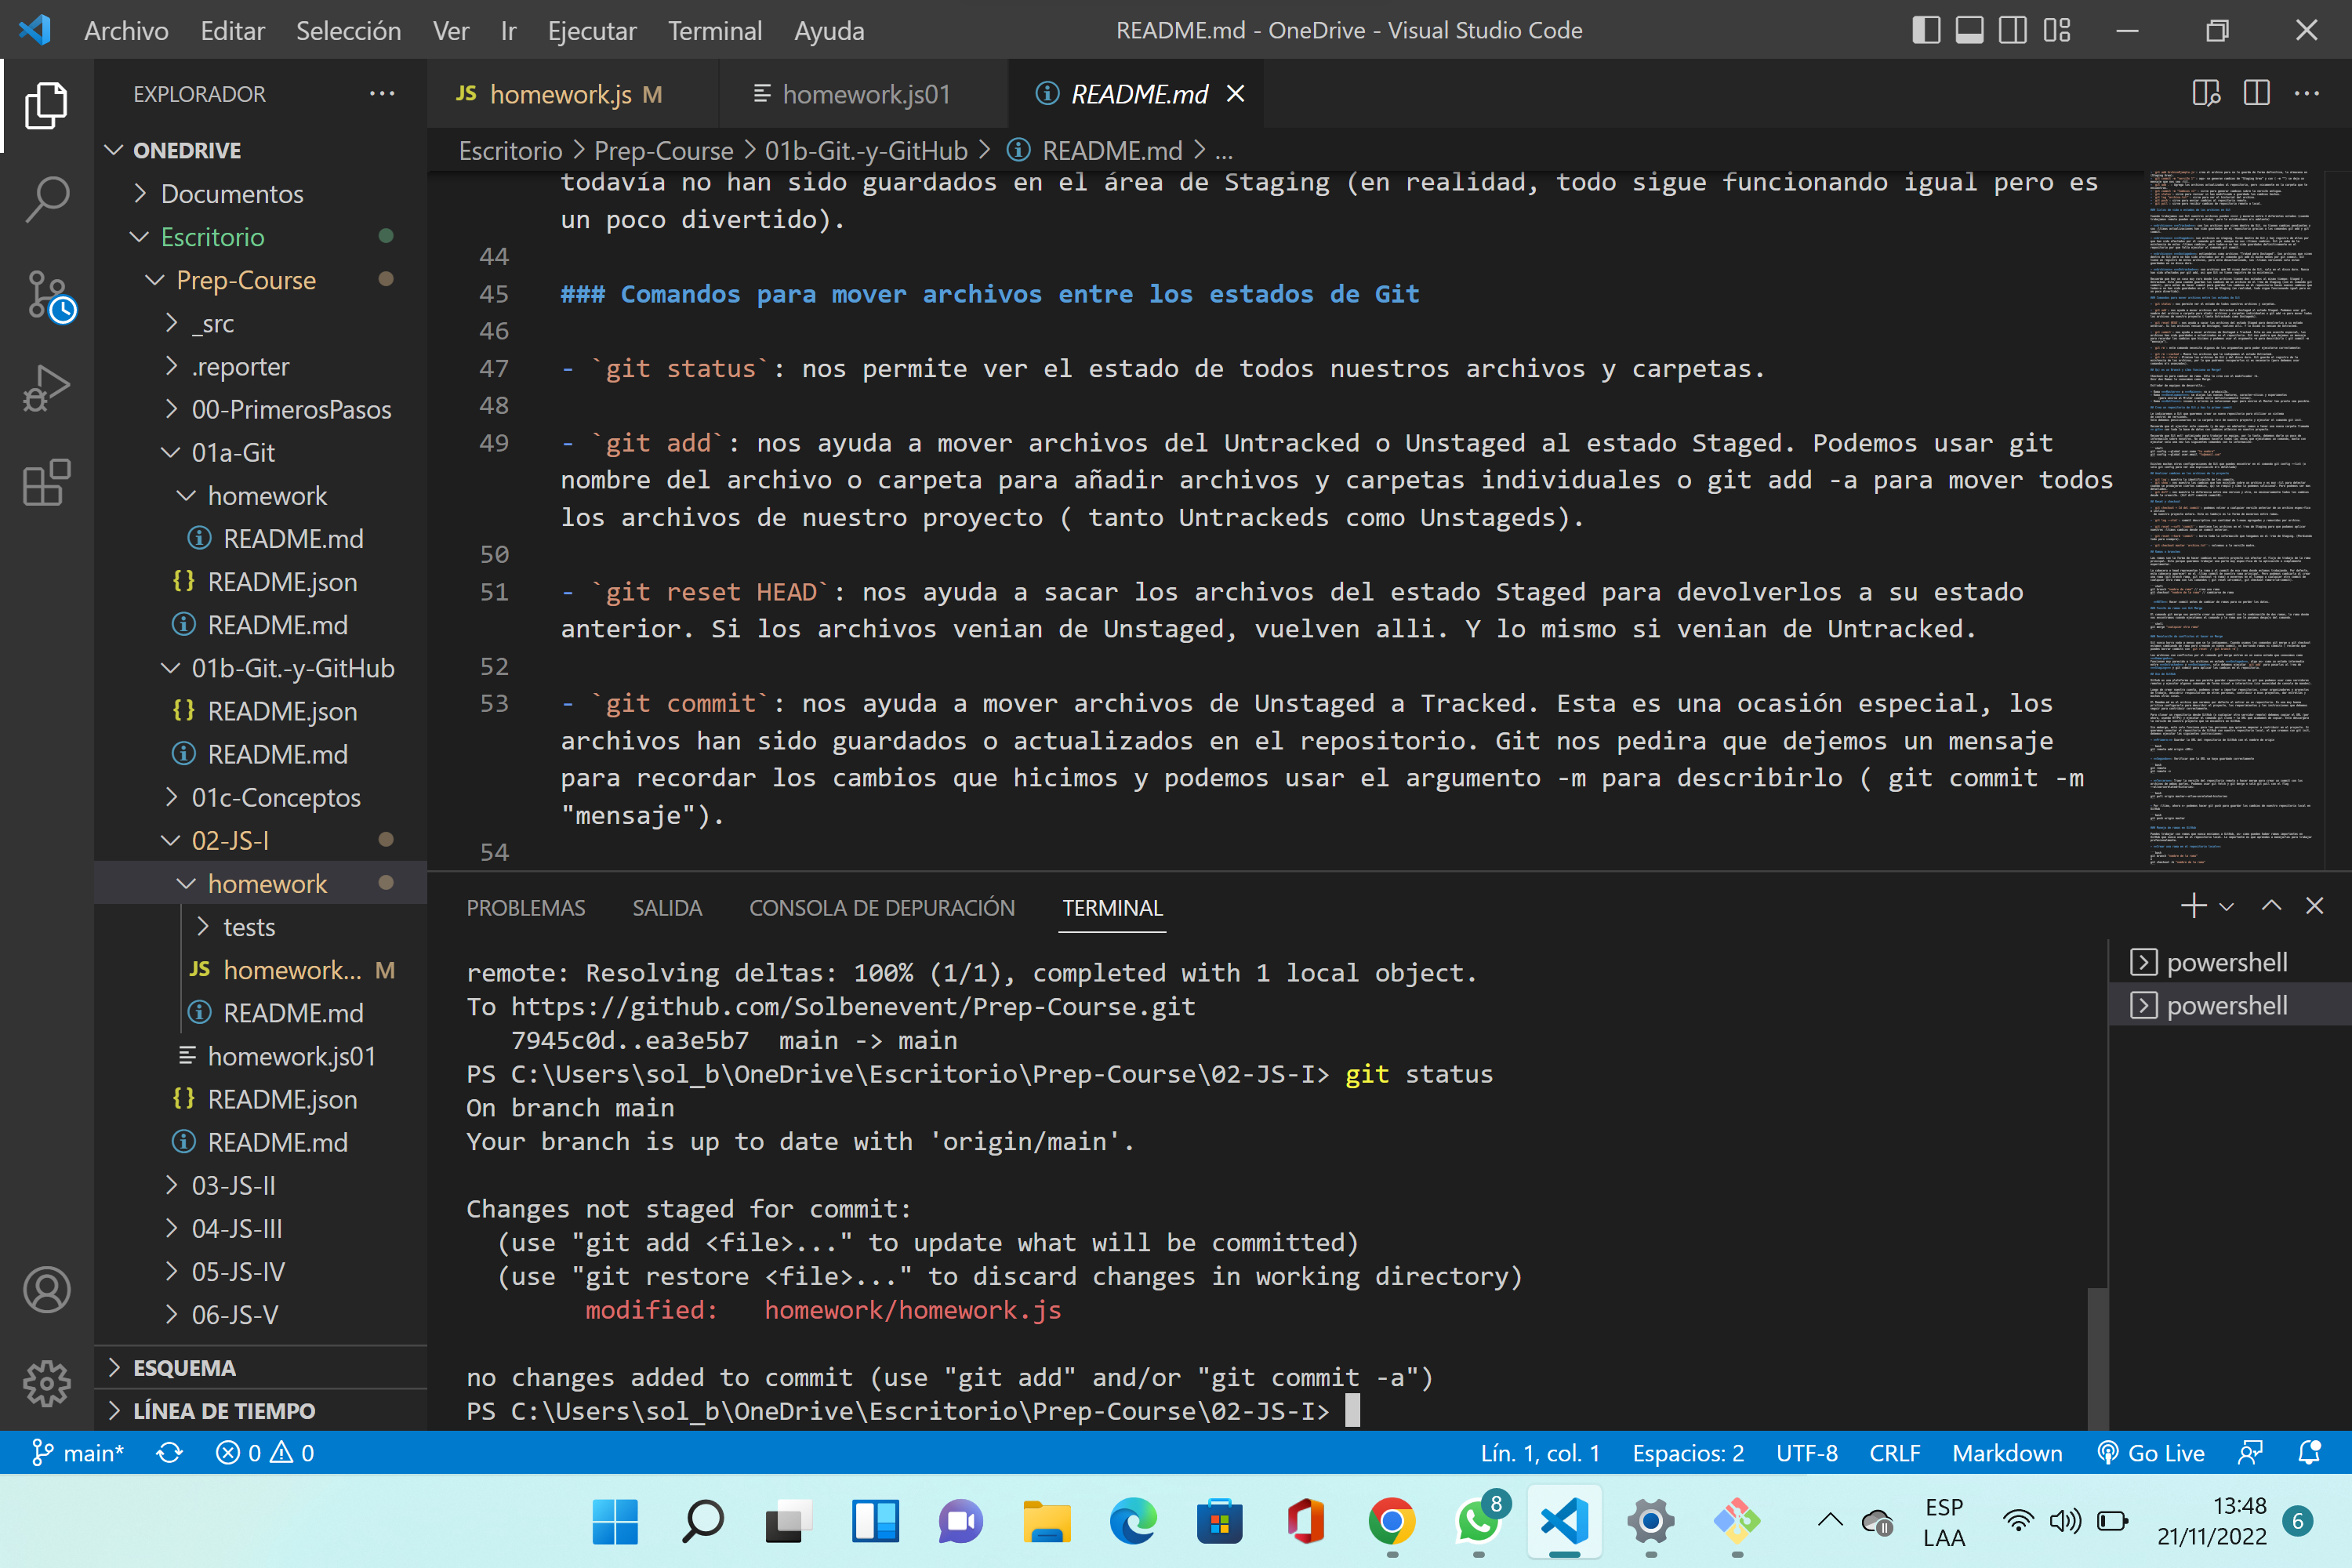 Archivo Editar Selección Ver Ir Ejecutar Terminal Ayuda README.md - OneDrive - Visual Studio Code
EXPLORADOR
JS homework.js M homework.js01 README.md
ONEDRIVE
Escritorio > Prep-Course > 01b-Git.-y-GitHub > README.md > ...
Documentos
Escritorio
Prep-Course
_src
.reporter
00-PrimerosPasos
01a-Git
homework
README.md
README.json
README.md
01b-Git.-y-GitHub
README.json
README.md
01c-Conceptos
02-JS-I
homework
tests
JS homework... M
README.md
homework.js01
README.json
README.md
03-JS-II
04-JS-III
05-JS-IV
06-JS-V
ESQUEMA
LÍNEA DE TIEMPO
todavía no han sido guardados en el área de Staging (en realidad, todo sigue funcionando igual pero es
un poco divertido).
44
45 ### Comandos para mover archivos entre los estados de Git
46
47 - `git status`: nos permite ver el estado de todos nuestros archivos y carpetas.
48
49 - `git add`: nos ayuda a mover archivos del Untracked o Unstaged al estado Staged. Podemos usar git
nombre del archivo o carpeta para añadir archivos y carpetas individuales o git add -a para mover todos
los archivos de nuestro proyecto ( tanto Untrackeds como Unstageds).
50
51 - `git reset HEAD`: nos ayuda a sacar los archivos del estado Staged para devolverlos a su estado
anterior. Si los archivos venian de Unstaged, vuelven alli. Y lo mismo si venian de Untracked.
52
53 - `git commit`: nos ayuda a mover archivos de Unstaged a Tracked. Esta es una ocasión especial, los
archivos han sido guardados o actualizados en el repositorio. Git nos pedira que dejemos un mensaje
para recordar los cambios que hicimos y podemos usar el argumento -m para describirlo ( git commit -m
"mensaje").
54
PROBLEMAS SALIDA CONSOLA DE DEPURACIÓN TERMINAL
remote: Resolving deltas: 100% (1/1), completed with 1 local object.
To https://github.com/Solbenevent/Prep-Course.git
7945c0d..ea3e5b7 main -> main
PS C:\Users\sol_b\OneDrive\Escritorio\Prep-Course\02-JS-I> git status
On branch main
Your branch is up to date with 'origin/main'.
Changes not staged for commit:
(use "git add <file>..." to update what will be committed)
(use "git restore <file>..." to discard changes in working directory)
modified: homework/homework.js
no changes added to commit (use "git add" and/or "git commit -a")
PS C:\Users\sol_b\OneDrive\Escritorio\Prep-Course\02-JS-I>
powershell
powershell
main* 0 0 Lín. 1, col. 1 Espacios: 2 UTF-8 CRLF Markdown Go Live
8
ESP
LAA
13:48
21/11/2022
6